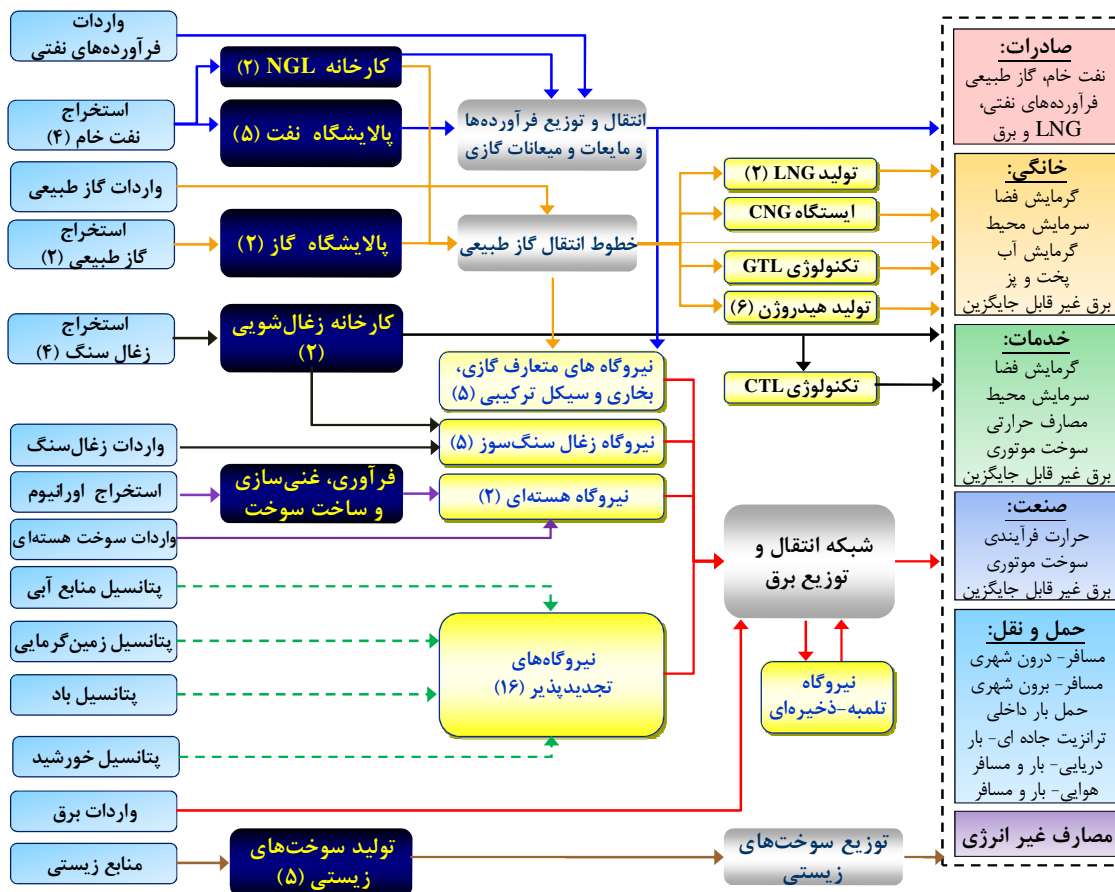 واردات
فرآورده‌های نفتی
استخراج
نفت خام (۴)
واردات گاز طبیعی
استخراج
گاز طبیعی (۲)
استخراج
زغال سنگ (۴)
واردات زغال‌سنگ
استخراج اورانیوم
واردات سوخت هسته‌ای
پتانسیل منابع آبی
پتانسیل زمین‌گرمایی
پتانسیل باد
پتانسیل خورشید
واردات برق
منابع زیستی
کارخانه NGL (۲)
پالایشگاه نفت (۵)
پالایشگاه گاز (۲)
کارخانه زغال‌شویی
(۲)
فرآوری، غنی‌سازی
و ساخت سوخت
تولید سوخت‌های
زیستی (۵)
انتقال و توزیع فرآورده‌ها
و مایعات و میعانات گازی
خطوط انتقال گاز طبیعی
نیروگاه های متعارف گازی،
بخاری و سیکل ترکیبی (۵)
نیروگاه زغال سنگ‌سوز (۵)
نیروگاه هسته‌ای (۲)
نیروگاه‌های
تجدیدپذیر (۱۶)
تولید LNG (۲)
ایستگاه CNG
تکنولوژی GTL
تولید هیدروژن (۶)
تکنولوژی CTL
شبکه انتقال و
توزیع برق
نیروگاه
تلمبه-ذخیره‌ای
توزیع سوخت‌های
زیستی
صادرات:
نفت خام، گاز طبیعی
فرآورده‌های نفتی،
LNG و برق
خانگی:
گرمایش فضا
سرمایش محیط
گرمایش آب
پخت و پز
برق غیر قابل جایگزین
خدمات:
گرمایش فضا
سرمایش محیط
مصارف حرارتی
سوخت موتوری
برق غیر قابل جایگزین
صنعت:
حرارت فرآیندی
سوخت موتوری
برق غیر قابل جایگزین
حمل و نقل:
مسافر- درون شهری
مسافر- برون شهری
حمل بار داخلی
ترانزیت جاده ای- بار
دریایی- بار و مسافر
هوایی- بار و مسافر
مصارف غیر انرژی